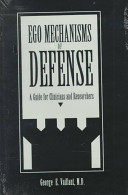 EGO MECHANISMS
OF
DEFENSE
A Guide for Clinicians and Researchers
George E. Vaillant, M.D.